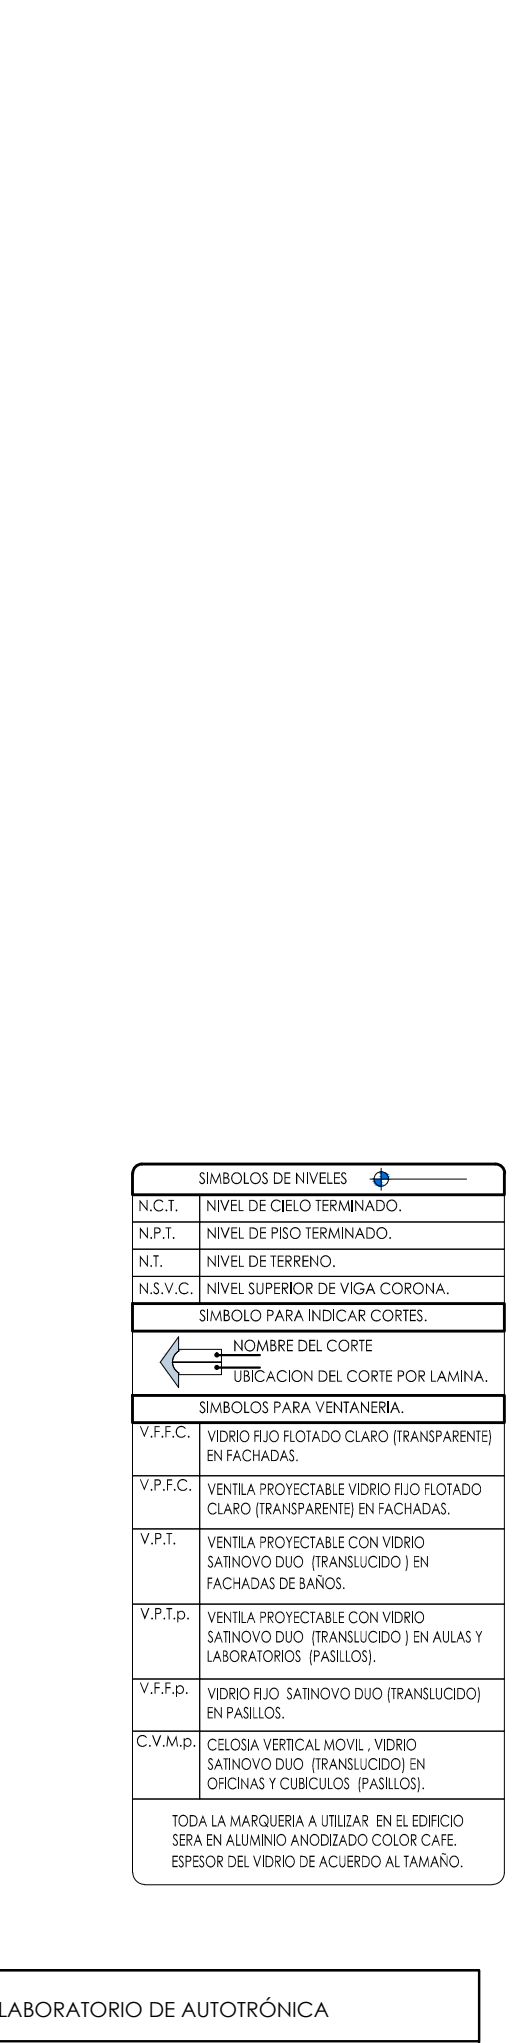 SIMBOLOS DE NIVELES
N.C.T. NIVEL DE CIELO TERMINADO.
N.P.T. NIVEL DE PISO TERMINADO.
N.T. NIVEL DE TERRENO.
N.S.V.C. NIVEL SUPERIOR DE VIGA CORONA.
SIMBOLO PARA INDICAR CORTES.
NOMBRE DEL CORTE
UBICACION DEL CORTE POR LAMINA.
SIMBOLOS PARA VENTANERIA.
V.F.F.C. VIDRIO FIJO FLOTADO CLARO (TRANSPARENTE)
EN FACHADAS.
V.P.F.C. VENTILA PROYECTABLE VIDRIO FIJO FLOTADO
CLARO (TRANSPARENTE) EN FACHADAS.
V.P.T. VENTILA PROYECTABLE CON VIDRIO
SATINOVO DUO (TRANSLUCIDO ) EN
FACHADAS DE BAÑOS.
V.P.T.p. VENTILA PROYECTABLE CON VIDRIO
SATINOVO DUO (TRANSLUCIDO ) EN AULAS Y
LABORATORIOS (PASILLOS).
V.F.F.p. VIDRIO FIJO SATINOVO DUO (TRANSLUCIDO)
EN PASILLOS.
C.V.M.p. CELOSIA VERTICAL MOVIL , VIDRIO
SATINOVO DUO (TRANSLUCIDO) EN
OFICINAS Y CUBICULOS (PASILLOS).
TODA LA MARQUERIA A UTILIZAR EN EL EDIFICIO
SERA EN ALUMINIO ANODIZADO COLOR CAFE.
ESPESOR DEL VIDRIO DE ACUERDO AL TAMAÑO.
LABORATORIO DE AUTOTRÓNICA